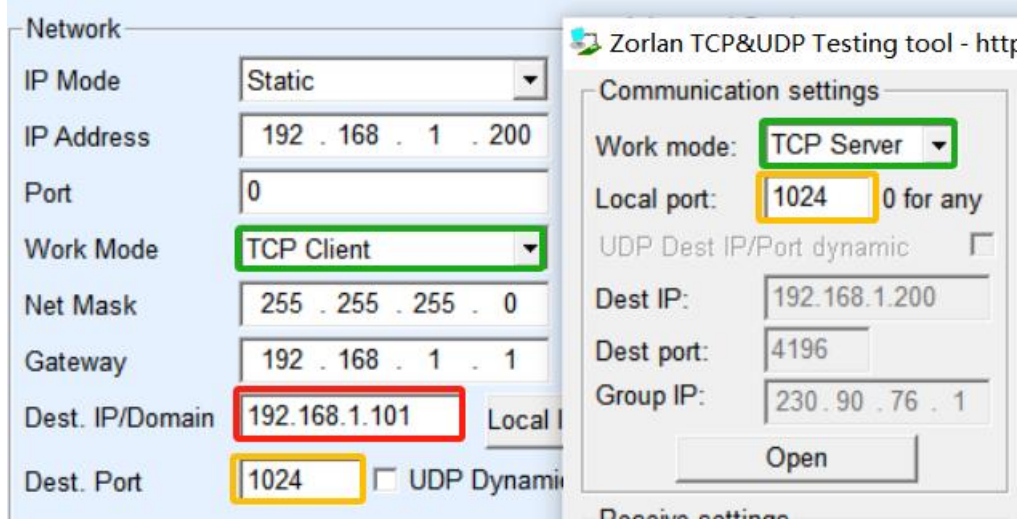 Network
IP Mode
Static
IP Address
192 . 168 . 1 . 200
Port
0
Work Mode
TCP Client
Net Mask
255 . 255 . 255 . 0
Gateway
192 . 168 . 1 . 1
Dest. IP/Domain
192.168.1.101
Local
Dest. Port
1024
UDP Dynami
Zorlan TCP&UDP Testing tool - http
Communication settings
Work mode:
TCP Server
Local port:
1024
0 for any
UDP Dest IP/Port dynamic
Dest IP:
192.168.1.200
Dest port:
4196
Group IP:
230 . 90 . 76 . 1
Open
Receive settings